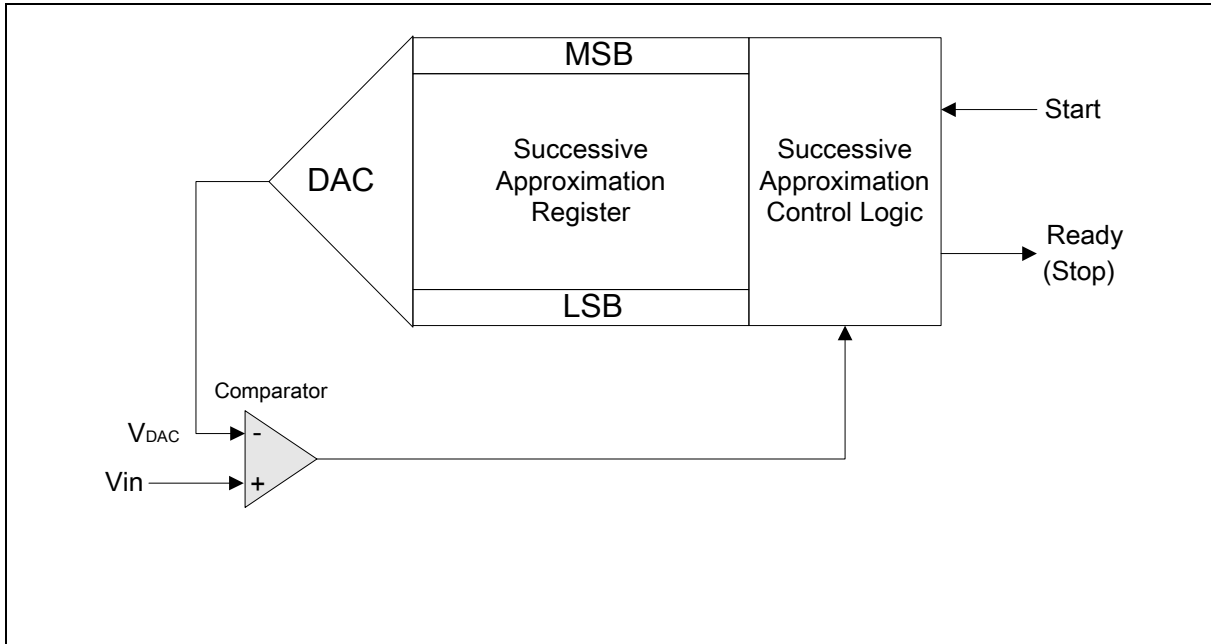 MSB
DAC
Successive
Approximation
Register
Successive
Approximation
Control Logic
LSB
Start
Ready
(Stop)
Comparator
VDAC
-
Vin
+